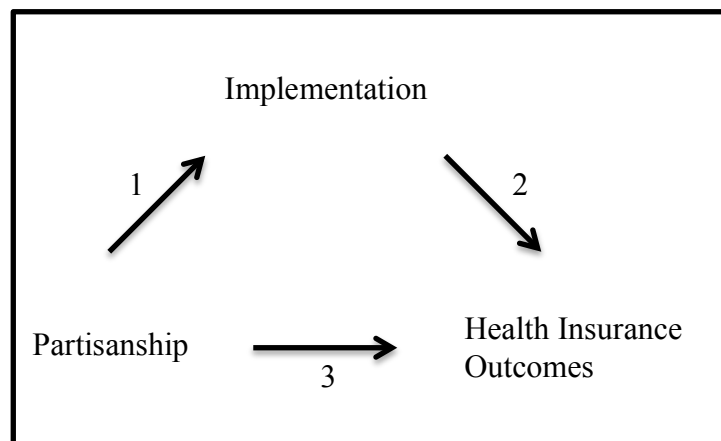 Implementation
1
2
Partisanship
3
Health Insurance
Outcomes